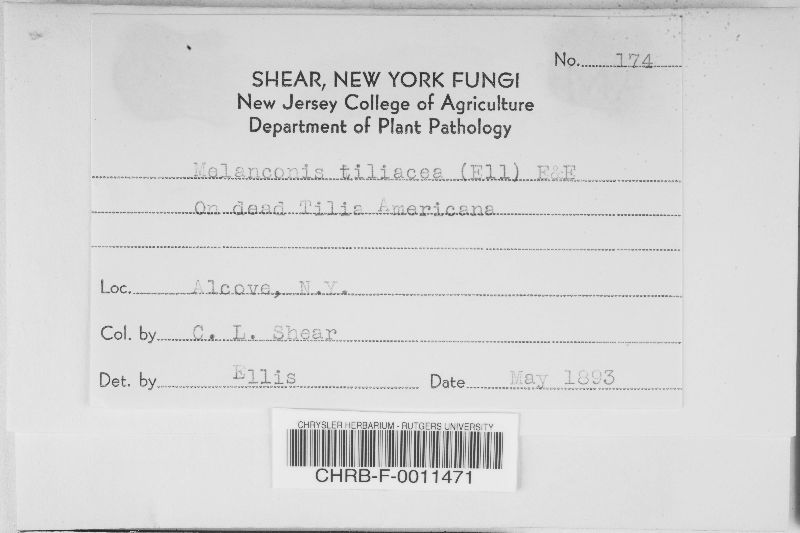 No. 174
SHEAR, NEW YORK FUNGI
New Jersey College of Agriculture
Department of Plant Pathology
Melanconis tiliacea (Ell) E&E
On dead Tilia Americana
Loc. Alcove, N.Y.
Col. by C. L. Shear
Det. by Ellis Date May 1893
CHRYSLER HERBARIUM - RUTGERS UNIVERSITY
CHRB-F-0011471